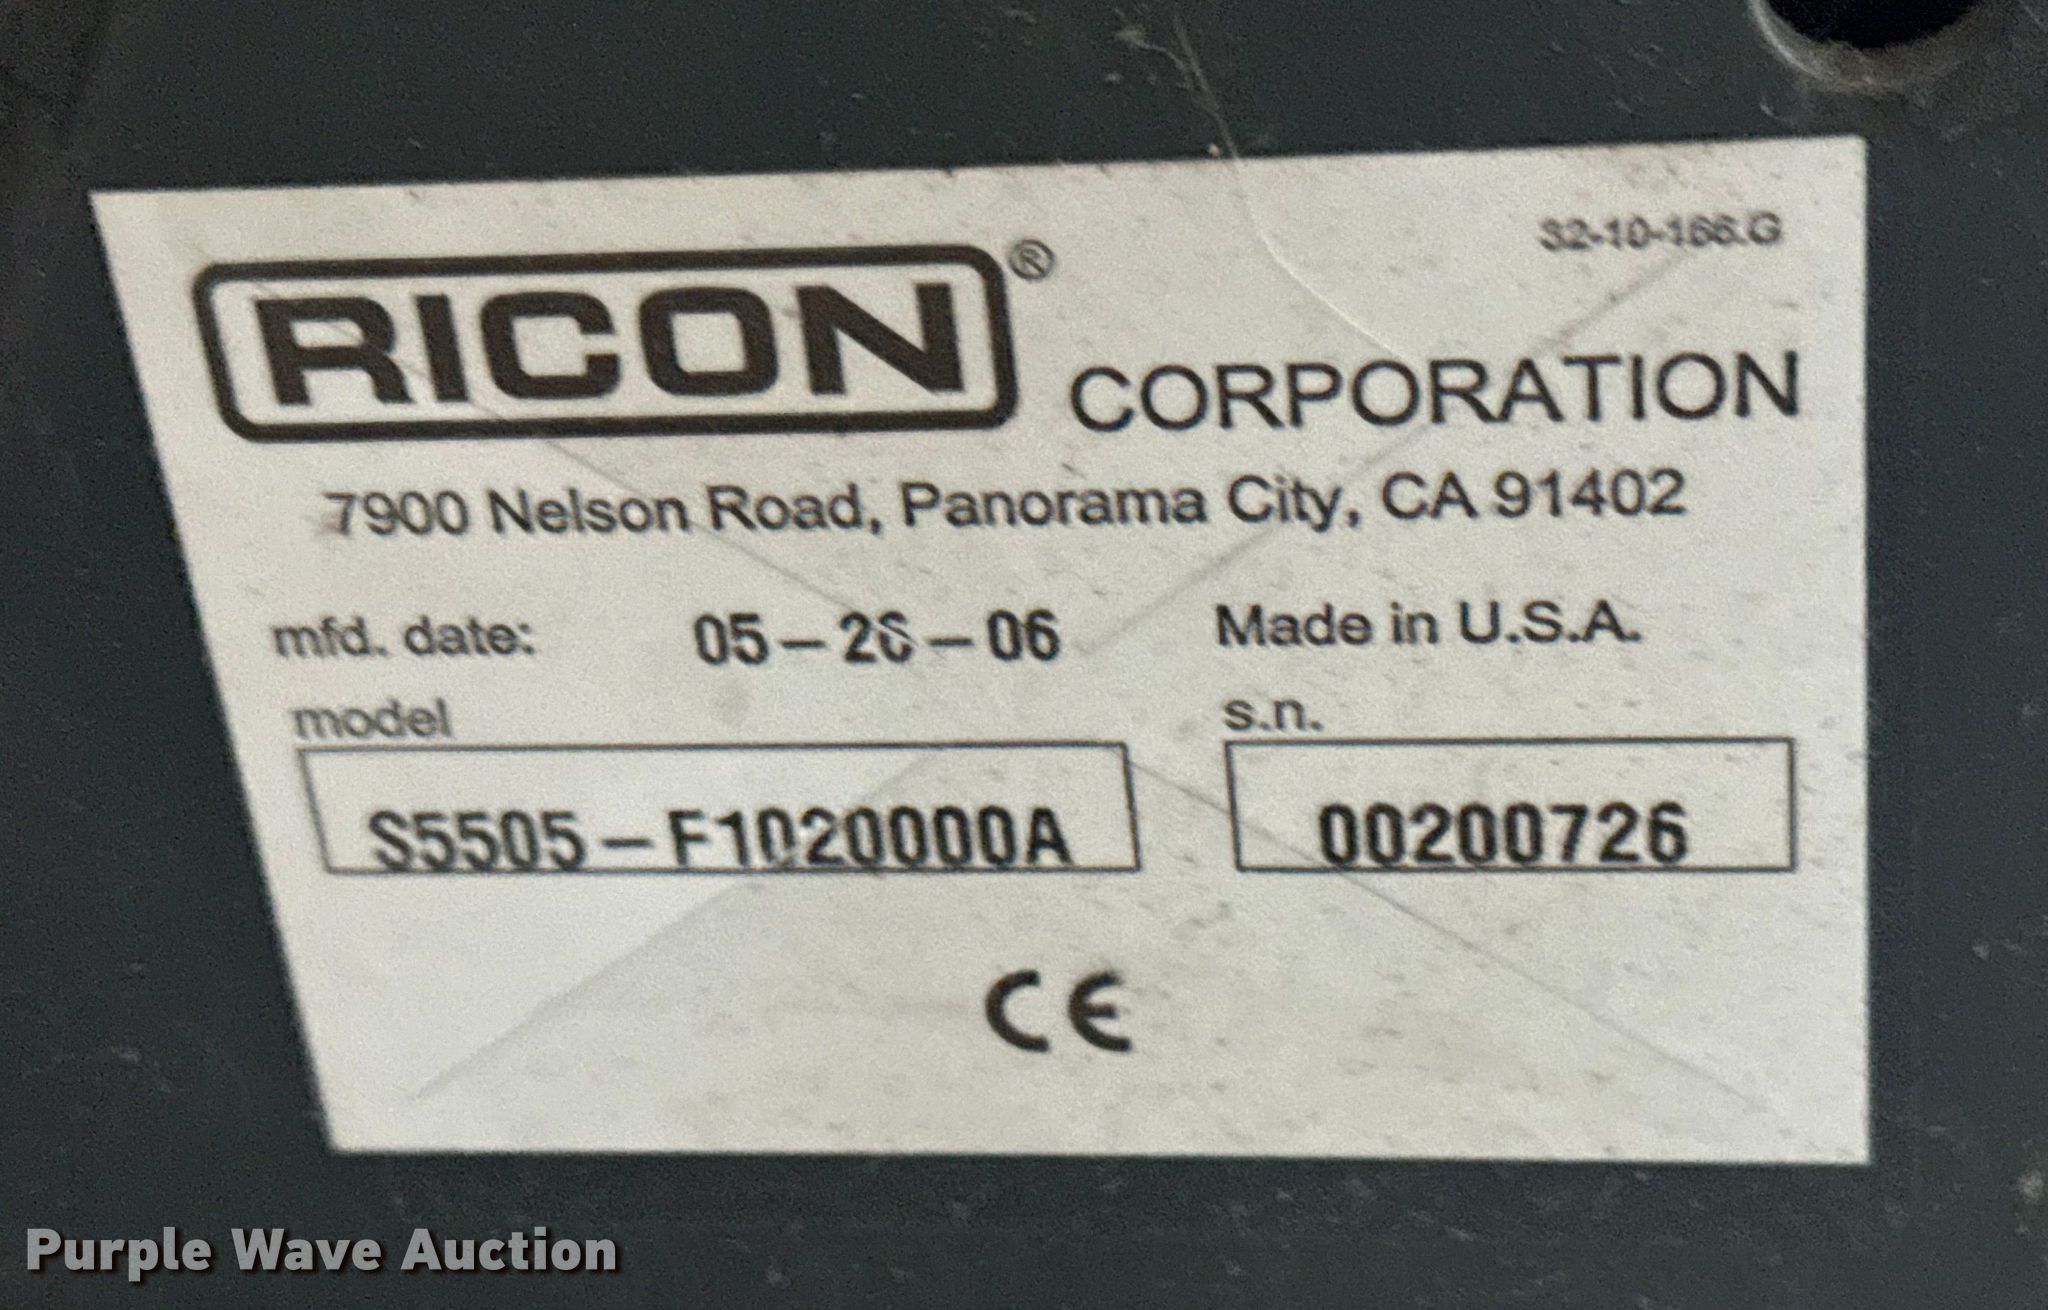 32-10-166.G
RICON® CORPORATION
7900 Nelson Road, Panorama City, CA 91402
mfd. date: 05-26-06 Made in U.S.A.
model s.n.
S5505-F1020000A 00200726
CE
Purple Wave Auction